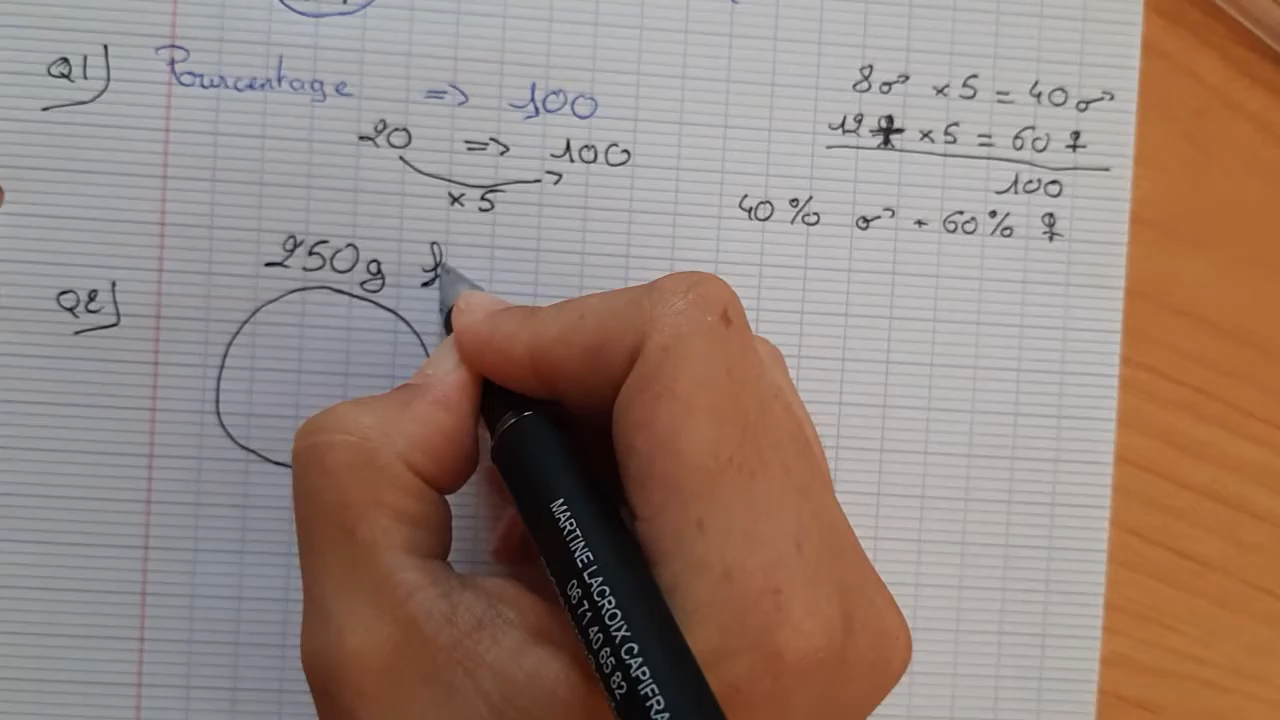 Q1) Pourcentage => 100
20 => 100
x 5
8♂ x 5 = 40♂
12♀ x 5 = 60♀
100
40% ♂ + 60% ♀
Q2) 250g f
MARTINE LACROIX CAPIFRA
06 71 40 65 82